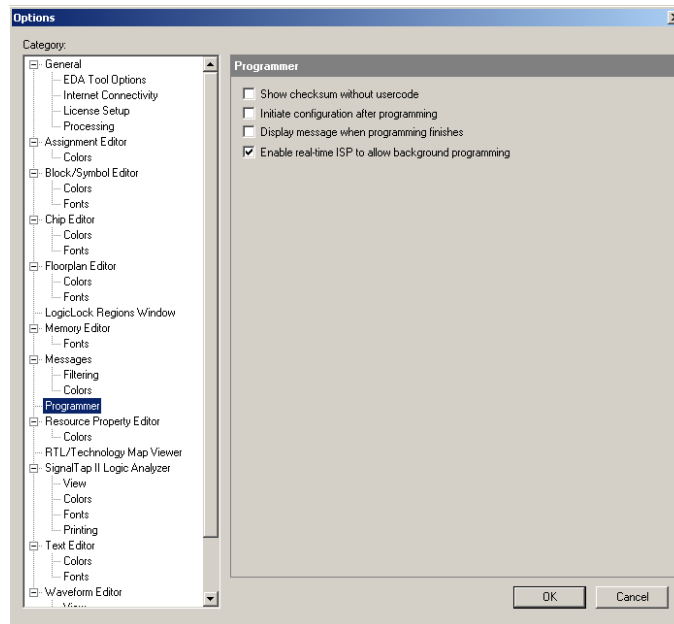 Options
Category:
General
EDA Tool Options
Internet Connectivity
License Setup
Processing
Assignment Editor
Colors
Block/Symbol Editor
Colors
Fonts
Chip Editor
Colors
Fonts
Floorplan Editor
Colors
Fonts
LogicLock Regions Window
Memory Editor
Fonts
Messages
Filtering
Colors
Programmer
Resource Property Editor
Colors
RTL/Technology Map Viewer
SignalTap II Logic Analyzer
View
Colors
Fonts
Printing
Text Editor
Colors
Fonts
Waveform Editor
View
Programmer
Show checksum without usercode
Initiate configuration after programming
Display message when programming finishes
Enable real-time ISP to allow background programming
OK
Cancel